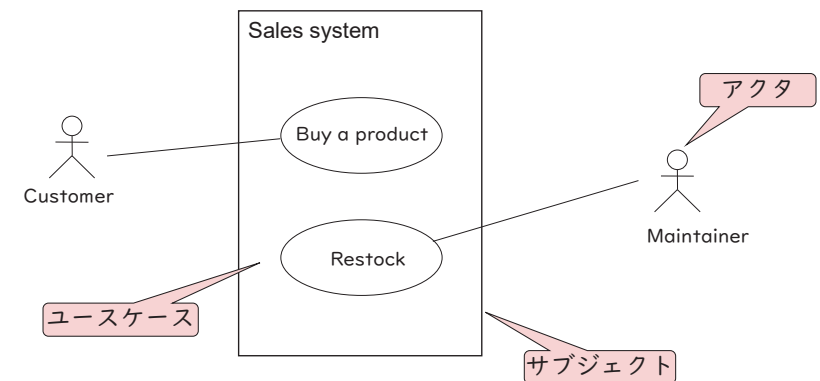 Sales system
アクタ
Buy a product
Customer
Maintainer
Restock
ユースケース
サブジェクト